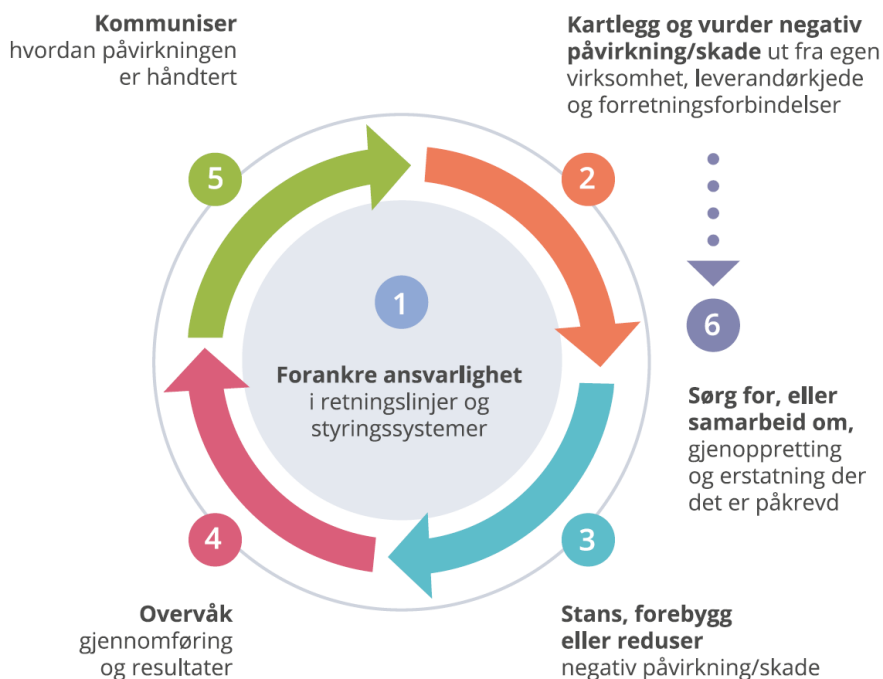 Kommuniser
hvordan påvirkningen
er håndtert
Kartlegg og vurder negativ
påvirkning/skade ut fra egen
virksomhet, leverandørkjede
og forretningsforbindelser
5
2
1
Forankre ansvarlighet
i retningslinjer og
styringssystemer
6
Sørg for, eller
samarbeid om,
gjenoppretting
og erstatning der
det er påkrevd
4
3
Overvåk
gjennomføring
og resultater
Stans, forebygg
eller reduser
negativ påvirkning/skade